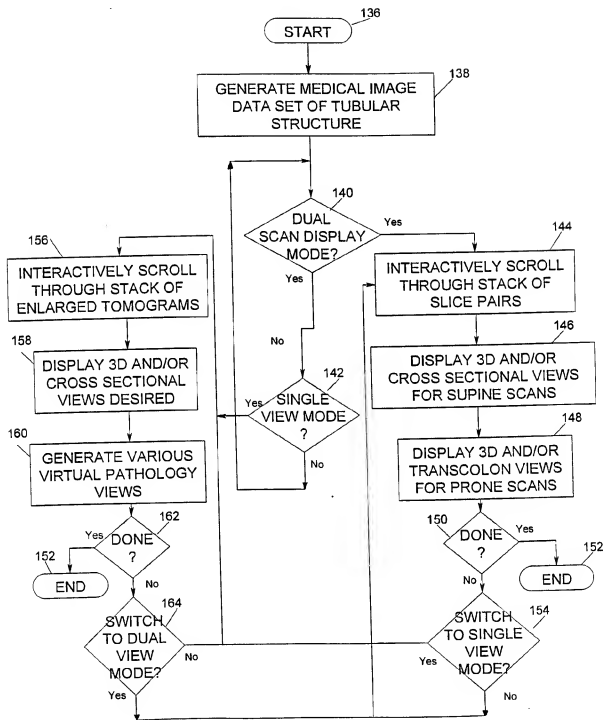 START
136
GENERATE MEDICAL IMAGE
DATA SET OF TUBULAR
STRUCTURE
138
140
DUAL
SCAN DISPLAY
MODE?
Yes
Yes
No
142
SINGLE
VIEW MODE
?
Yes
No
144
INTERACTIVELY SCROLL
THROUGH STACK OF
SLICE PAIRS
146
DISPLAY 3D AND/OR
CROSS SECTIONAL VIEWS
FOR SUPINE SCANS
148
DISPLAY 3D AND/OR
TRANSCOLON VIEWS
FOR PRONE SCANS
150
DONE
?
Yes
No
152
END
154
SWITCH
TO SINGLE
VIEW
MODE?
Yes
No
156
INTERACTIVELY SCROLL
THROUGH STACK OF
ENLARGED TOMOGRAMS
158
DISPLAY 3D AND/OR
CROSS SECTIONAL
VIEWS DESIRED
160
GENERATE VARIOUS
VIRTUAL PATHOLOGY
VIEWS
162
DONE
?
Yes
No
152
END
164
SWITCH
TO DUAL
VIEW
MODE?
No
Yes